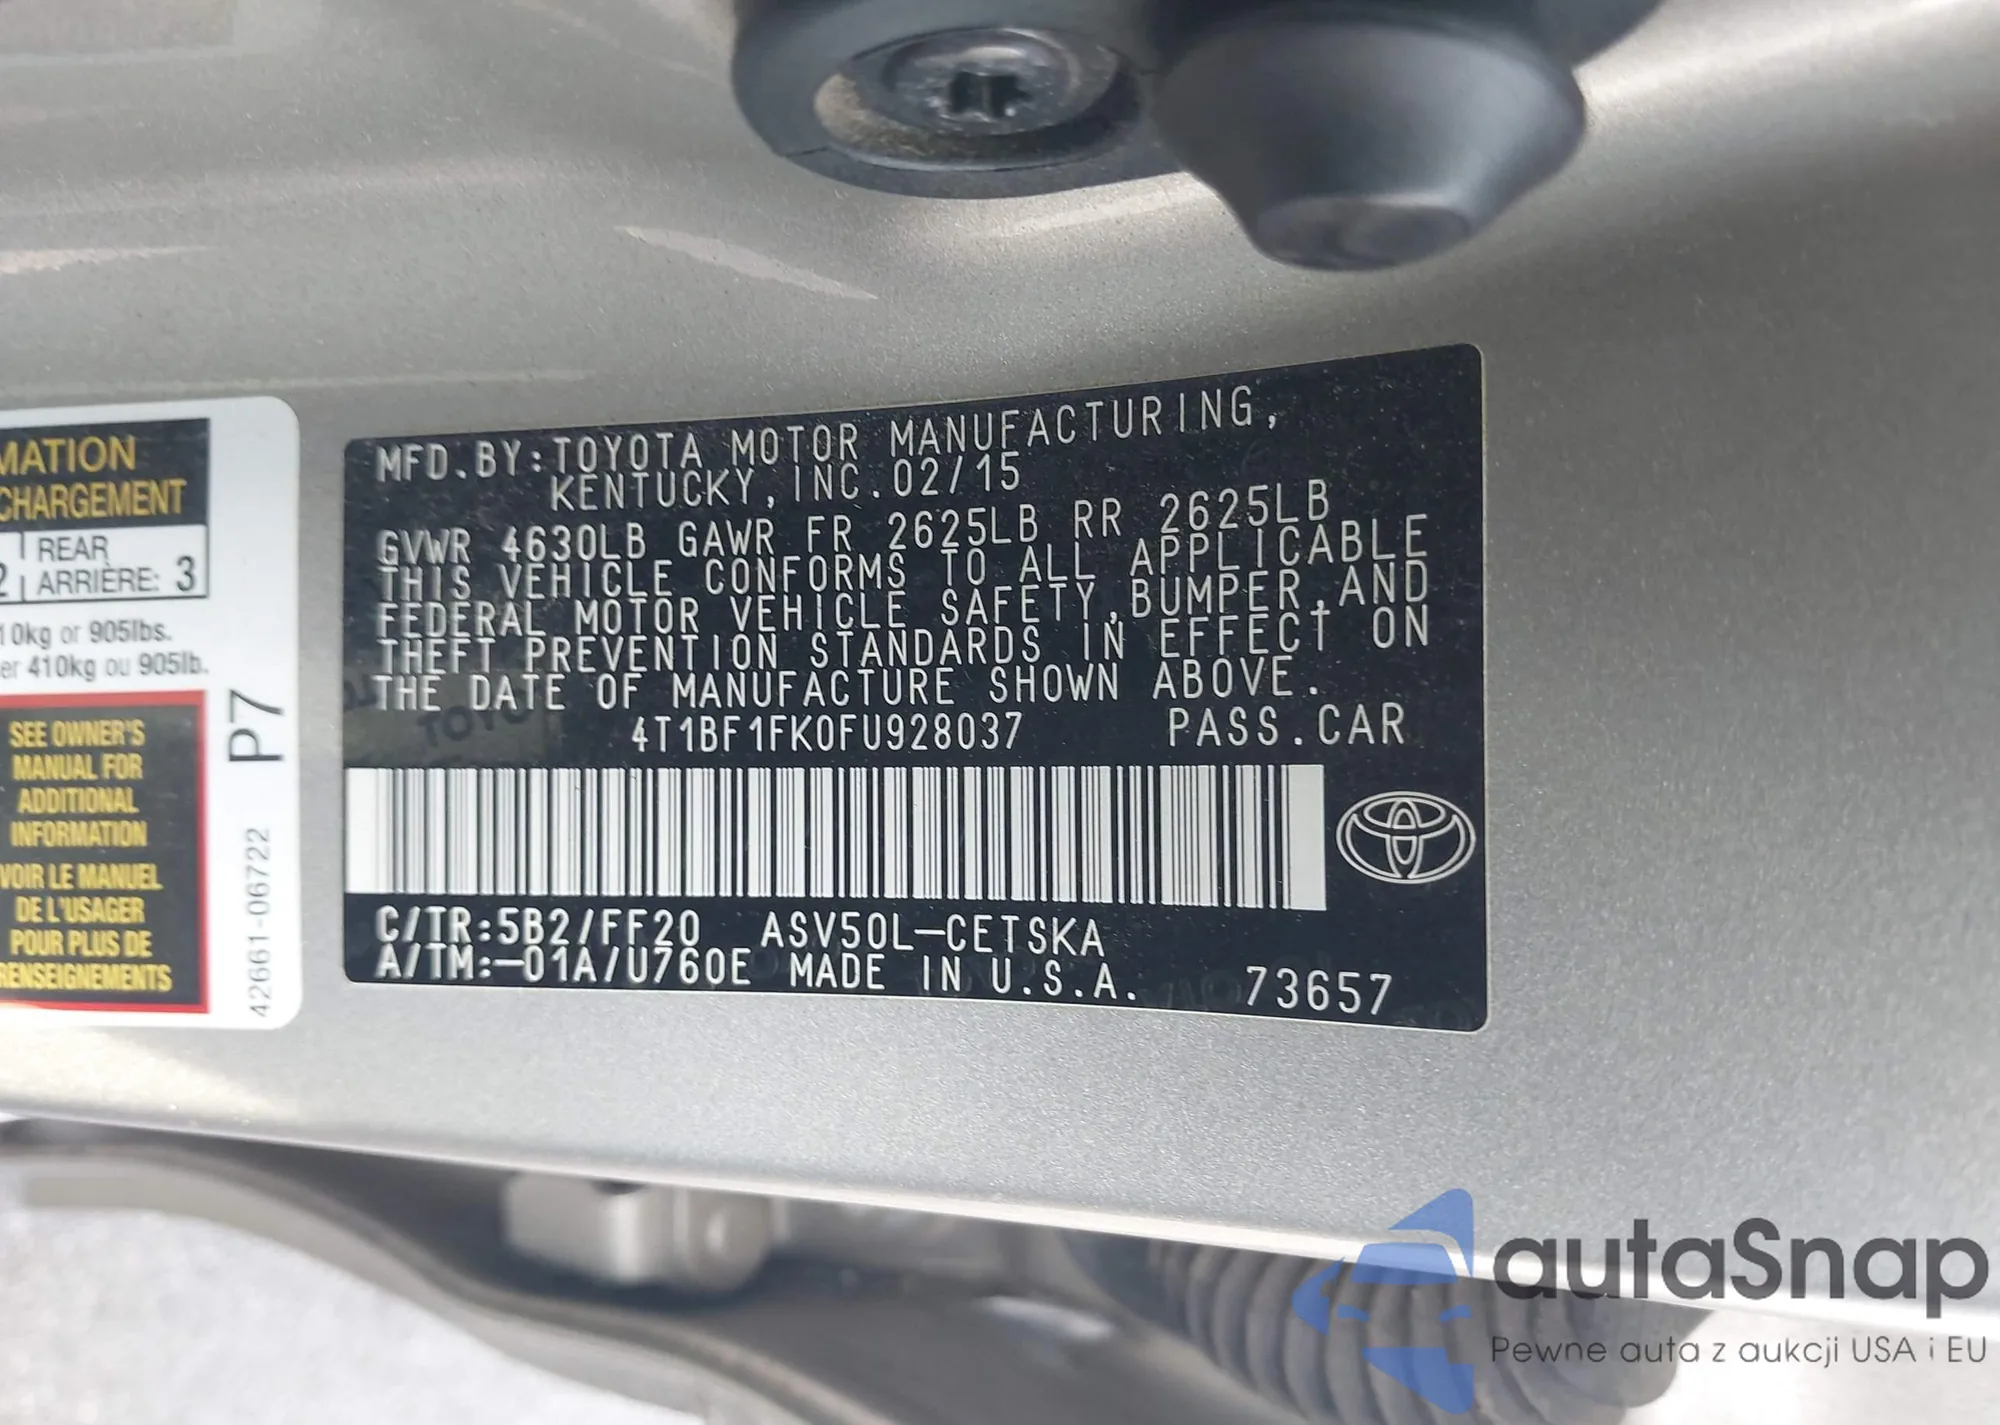 MATION
CHARGEMENT
2 REAR
ARRIÈRE: 3
10kg or 905lbs.
er 410kg ou 905lb.
SEE OWNER'S
MANUAL FOR
ADDITIONAL
INFORMATION
VOIR LE MANUEL
DE L'USAGER
POUR PLUS DE
RENSEIGNEMENTS
P7
42661-06722
MFD.BY:TOYOTA MOTOR MANUFACTURING,
KENTUCKY,INC.02/15
GVWR 4630LB GAWR FR 2625LB RR 2625LB
THIS VEHICLE CONFORMS TO ALL APPLICABLE
FEDERAL MOTOR VEHICLE SAFETY,BUMPER,AND
THEFT PREVENTION STANDARDS IN EFFECT ON
THE DATE OF MANUFACTURE SHOWN ABOVE.
4T1BF1FK0FU928037 PASS.CAR
C/TR:5B2/FF20 ASV50L-CETSKA
A/TM:-01A/U760E MADE IN U.S.A. 73657
autaSnap
Pewne auta z aukcji USA i EU